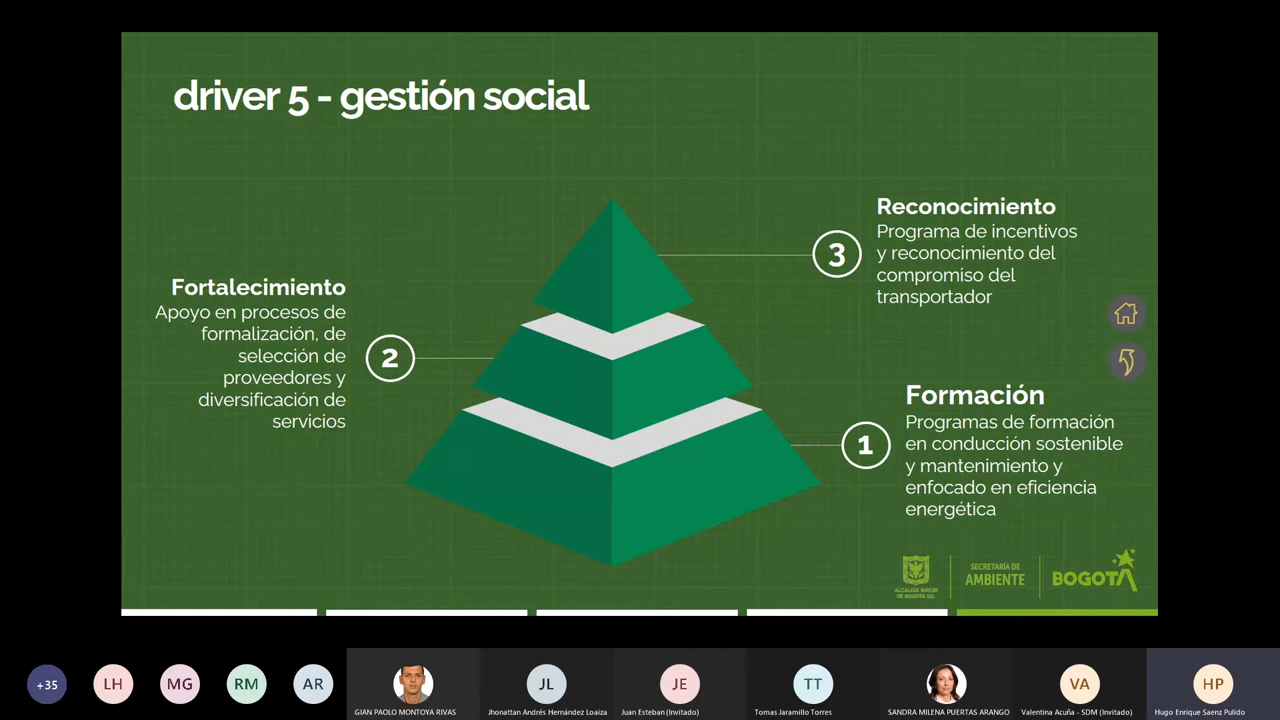 driver 5 - gestión social
Reconocimiento
Programa de incentivos
y reconocimiento del
compromiso del
transportador
3
Fortalecimiento
Apoyo en procesos de
formalización, de
selección de
proveedores y
diversificación de
servicios
2
Formación
Programas de formación
en conducción sostenible
y mantenimiento y
enfocado en eficiencia
energética
1
ALCALDÍA MAYOR
DE BOGOTÁ D.C.
SECRETARÍA DE
AMBIENTE
BOGOTÁ
+35
LH
MG
RM
AR
GIAN PAOLO MONTOYA RIVAS
JL
Jhonattan Andrés Hernández Loaiza
JE
Juan Esteban (Invitado)
TT
Tomas Jaramillo Torres
SANDRA MILENA PUERTAS ARANGO
VA
Valentina Acuña - SDM (Invitado)
HP
Hugo Enrique Saenz Pulido